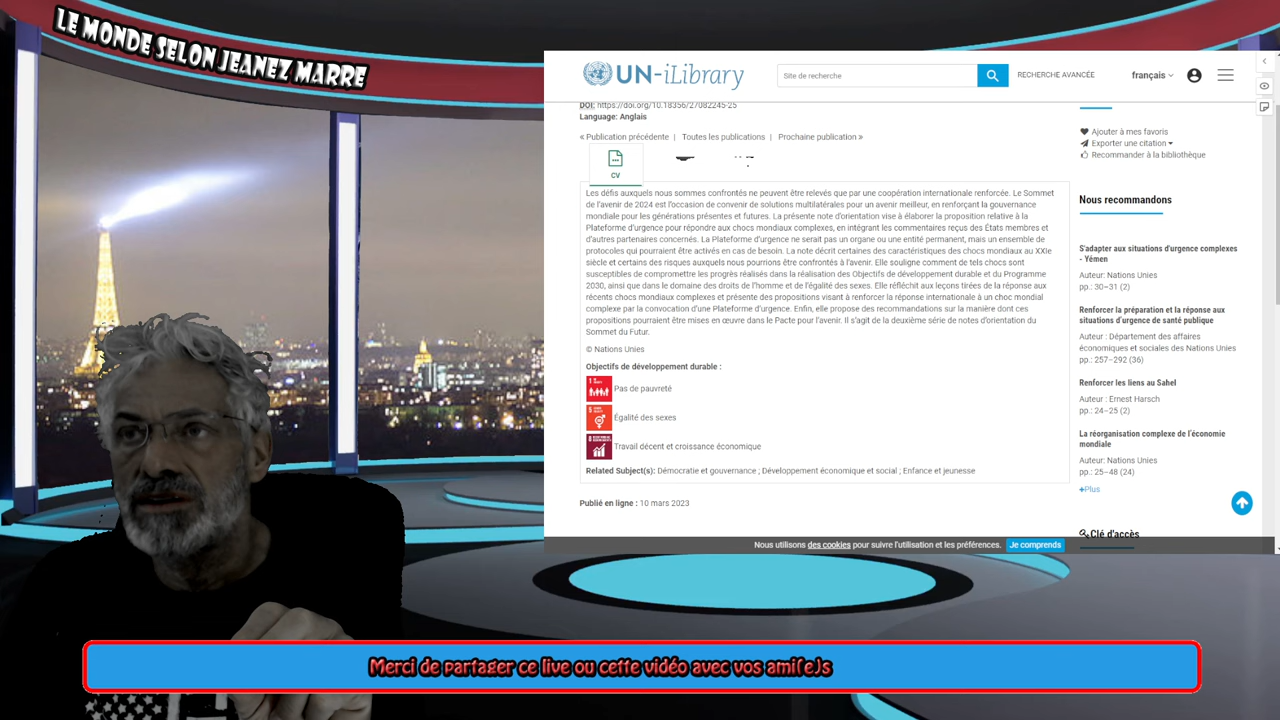 LE MONDE SELON JEANEZ MARRE
UN-iLibrary
Site de recherche
RECHERCHE AVANCÉE
français
DOI: https://doi.org/10.18356/27082245-25
Language: Anglais
« Publication précédente | Toutes les publications | Prochaine publication »
CV
Les défis auxquels nous sommes confrontés ne peuvent être relevés que par une coopération internationale renforcée. Le Sommet
de l'avenir de 2024 est l'occasion de convenir de solutions multilatérales pour un avenir meilleur, en renforçant la gouvernance
mondiale pour les générations présentes et futures. La présente note d'orientation vise à élaborer la proposition relative à la
Plateforme d'urgence pour répondre aux chocs mondiaux complexes, en intégrant les commentaires reçus des États membres et
d'autres partenaires concernés. La Plateforme d'urgence ne serait pas un organe ou une entité permanent, mais un ensemble de
protocoles qui pourraient être activés en cas de besoin. La note décrit certaines des caractéristiques des chocs mondiaux au XXIe
siècle et certains des risques auxquels nous pourrions être confrontés à l'avenir. Elle souligne comment de tels chocs sont
susceptibles de compromettre les progrès réalisés dans la réalisation des Objectifs de développement durable et du Programme
2030, ainsi que dans le domaine des droits de l'homme et de l'égalité des sexes. Elle réfléchit aux leçons tirées de la réponse aux
récents chocs mondiaux complexes et présente des propositions visant à renforcer la réponse internationale à un choc mondial
complexe par la convocation d'une Plateforme d'urgence. Enfin, elle propose des recommandations sur la manière dont ces
propositions pourraient être mises en œuvre dans le Pacte pour l'avenir. Il s'agit de la deuxième série de notes d'orientation du
Sommet du Futur.
© Nations Unies
Objectifs de développement durable :
Pas de pauvreté
Égalité des sexes
Travail décent et croissance économique
Related Subject(s): Démocratie et gouvernance ; Développement économique et social ; Enfance et jeunesse
Publié en ligne : 10 mars 2023
Ajouter à mes favoris
Exporter une citation
Recommander à la bibliothèque
Nous recommandons
S'adapter aux situations d'urgence complexes
- Yémen
Auteur: Nations Unies
pp.: 30–31 (2)
Renforcer la préparation et la réponse aux
situations d'urgence de santé publique
Auteur : Département des affaires
économiques et sociales des Nations Unies
pp.: 257–292 (36)
Renforcer les liens au Sahel
Auteur : Ernest Harsch
pp.: 24–25 (2)
La réorganisation complexe de l'économie
mondiale
Auteur: Nations Unies
pp.: 25–48 (24)
+Plus
Clé d'accès
Nous utilisons des cookies pour suivre l'utilisation et les préférences. Je comprends
Merci de partager ce live ou cette vidéo avec vos ami(e)s